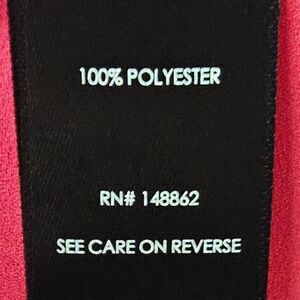 100% POLYESTER
RN# 148862
SEE CARE ON REVERSE